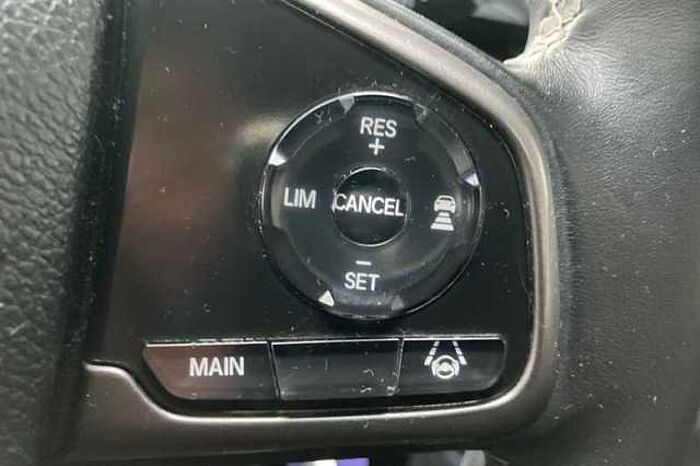 RES
+
LIM CANCEL
-
SET
MAIN